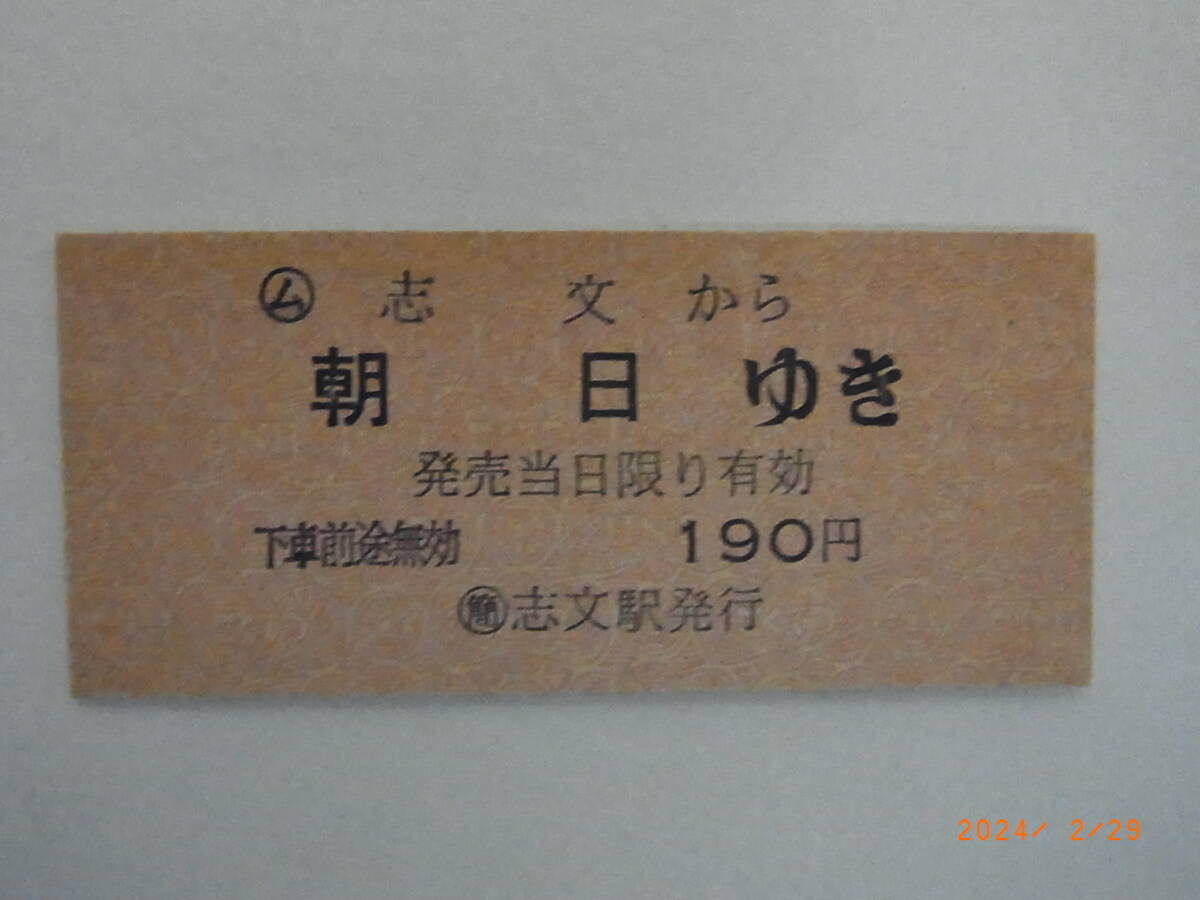 ㋰ 志 文 から
朝 日 ゆき
発売当日限り有効
下車前途無効 190円
簡 志文駅発行
2024/ 2/29